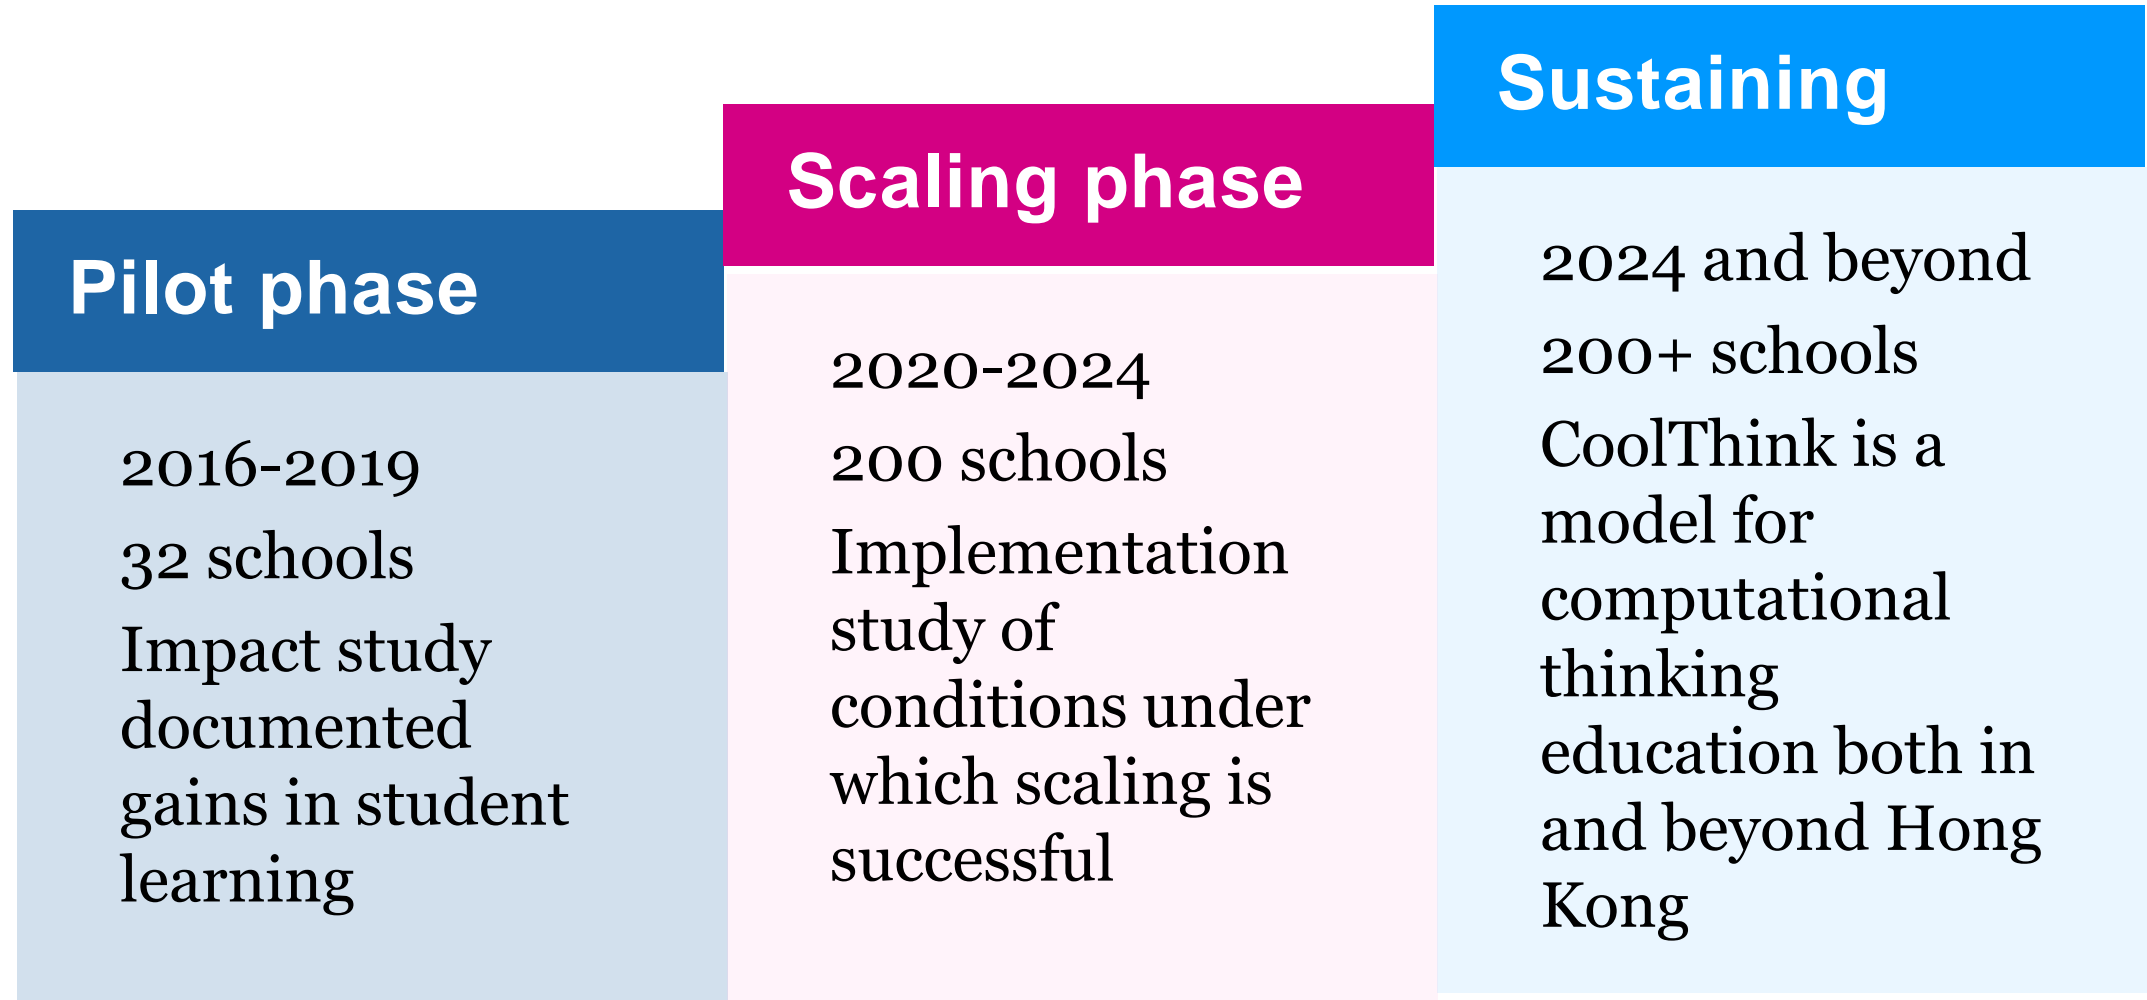 Pilot phase
2016-2019
32 schools
Impact study
documented
gains in student
learning
Scaling phase
2020-2024
200 schools
Implementation
study of
conditions under
which scaling is
successful
Sustaining
2024 and beyond
200+ schools
CoolThink is a
model for
computational
thinking
education both in
and beyond Hong
Kong